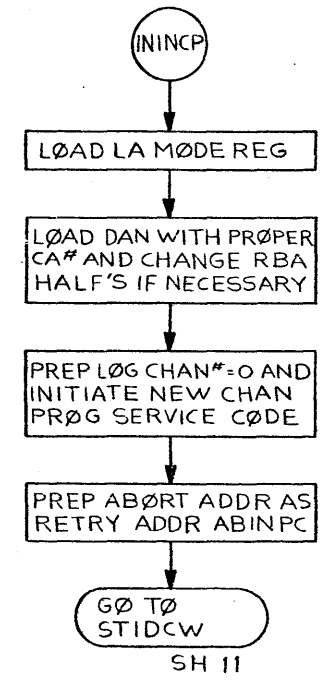 ININCP
LØAD LA MØDE REG
LØAD DAN WITH PRØPER
CA# AND CHANGE RBA
HALF'S IF NECESSARY
PREP LØG CHAN#=O AND
INITIATE NEW CHAN
PRØG SERVICE CØDE
PREP ABØRT ADDR AS
RETRY ADDR ABINPC
GØ TØ
STIDCW
SH 11